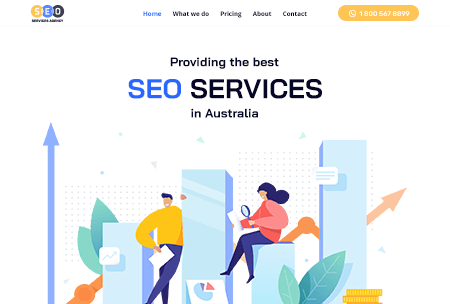 SEO
SERVICES AGENCY
Home What we do Pricing About Contact
1 800 567 8899
Providing the best
SEO SERVICES
in Australia